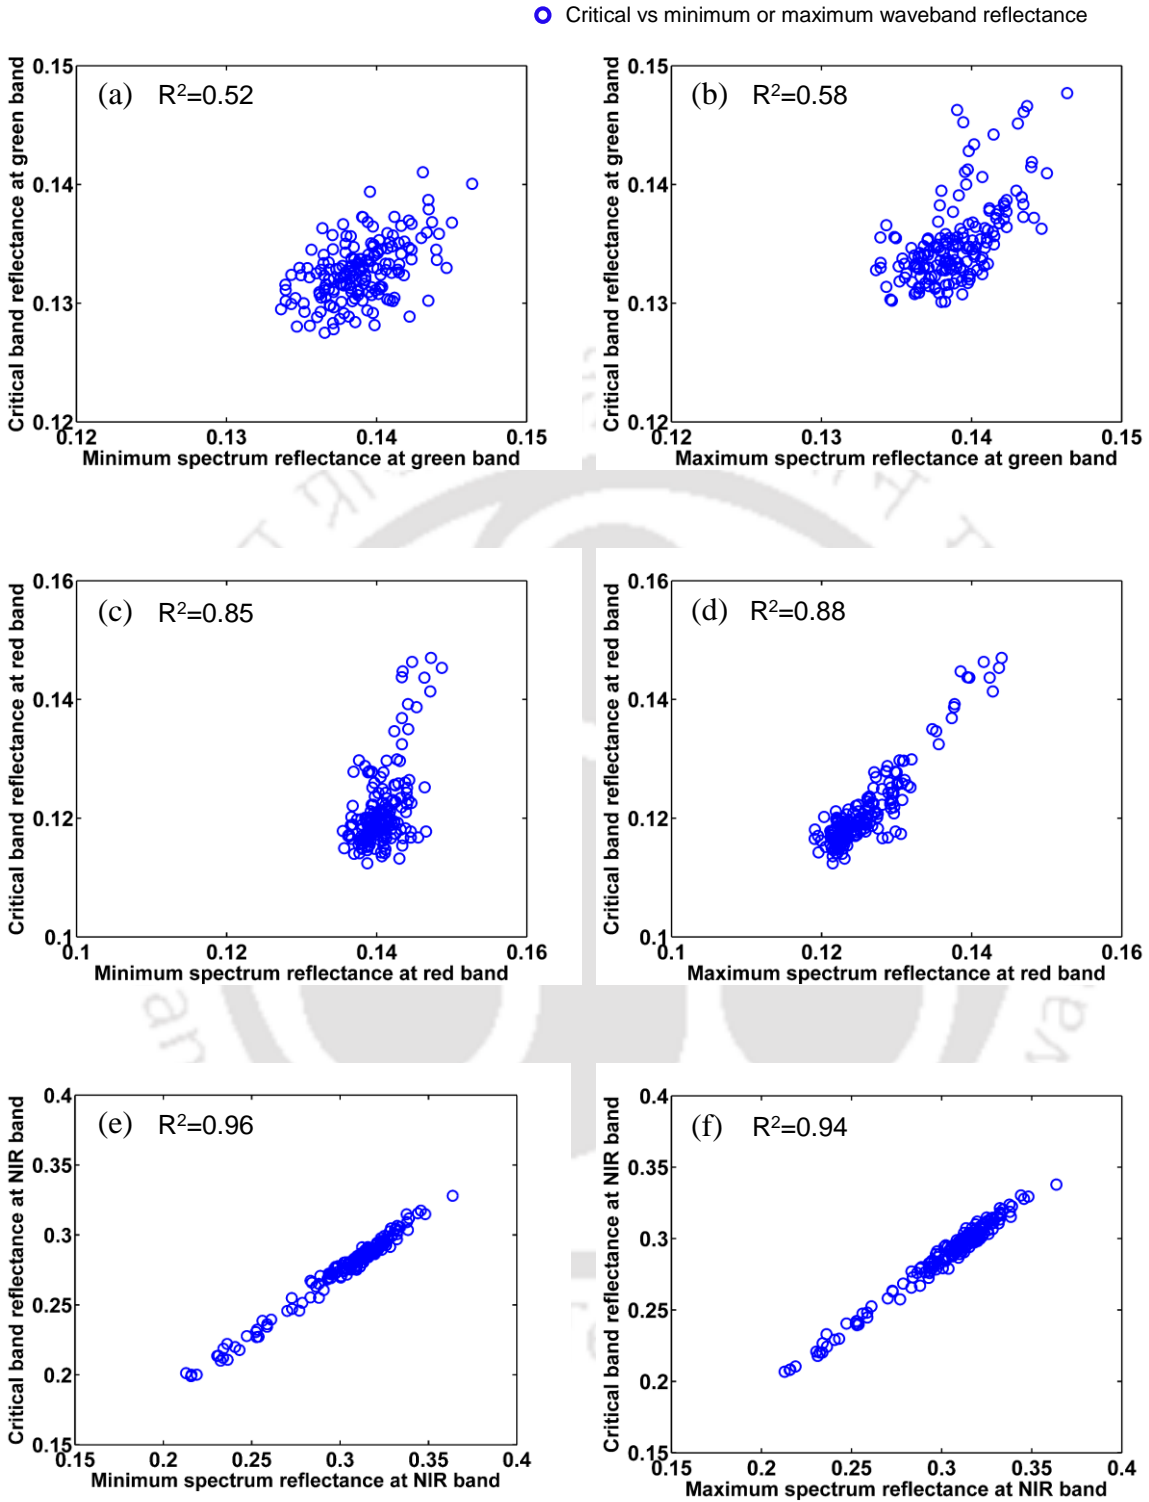 Critical vs minimum or maximum waveband reflectance
(a) R²=0.52
0.15
0.14
0.13
0.12
Critical band reflectance at green band
0.12 0.13 0.14 0.15
Minimum spectrum reflectance at green band
(b) R²=0.58
0.15
0.14
0.13
0.12
Critical band reflectance at green band
0.12 0.13 0.14 0.15
Maximum spectrum reflectance at green band
(c) R²=0.85
0.16
0.14
0.12
0.1
Critical band reflectance at red band
0.1 0.12 0.14 0.16
Minimum spectrum reflectance at red band
(d) R²=0.88
0.16
0.14
0.12
0.1
Critical band reflectance at red band
0.1 0.12 0.14 0.16
Maximum spectrum reflectance at red band
(e) R²=0.96
0.4
0.35
0.3
0.25
0.2
0.15
Critical band reflectance at NIR band
0.15 0.2 0.25 0.3 0.35 0.4
Minimum spectrum reflectance at NIR band
(f) R²=0.94
0.4
0.35
0.3
0.25
0.2
0.15
Critical band reflectance at NIR band
0.15 0.2 0.25 0.3 0.35 0.4
Maximum spectrum reflectance at NIR band